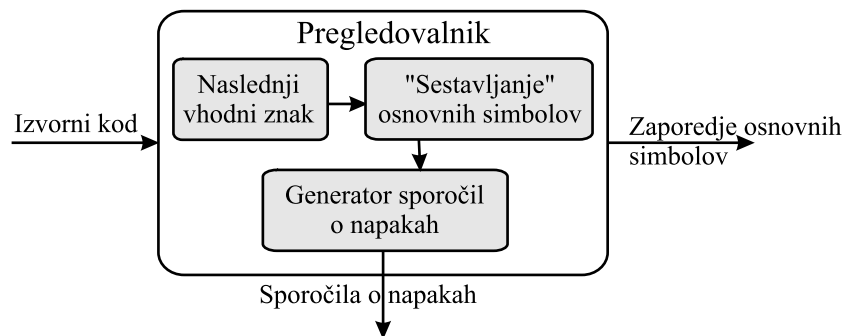 Pregledovalnik
Naslednji
vhodni znak
"Sestavljanje"
osnovnih simbolov
Izvorni kod
Zaporedje osnovnih
simbolov
Generator sporočil
o napakah
Sporočila o napakah